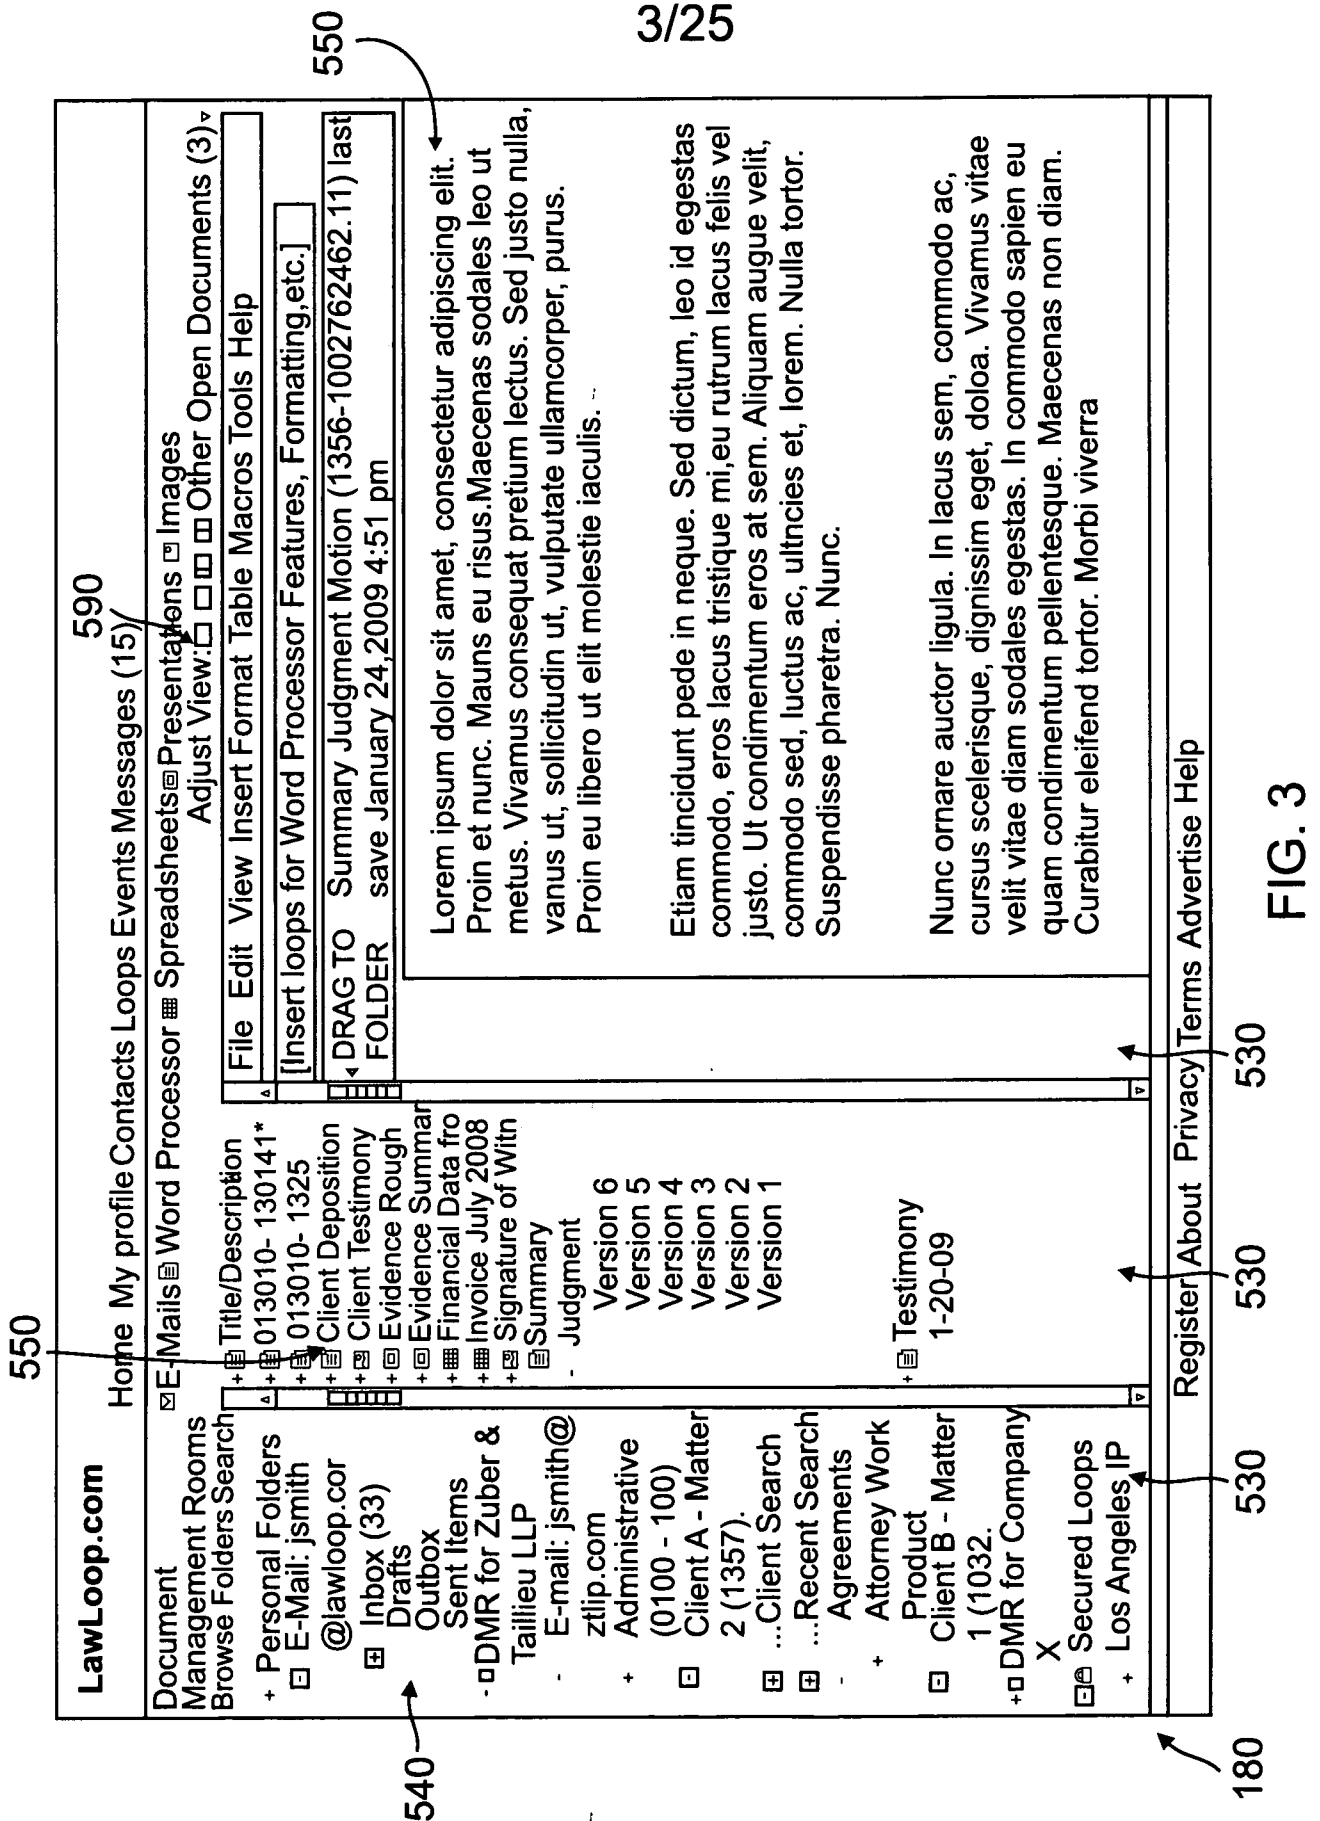 3/25
LawLoop.com
Home My profile Contacts Loops Events Messages (15)
590
550
E-Mails Word Processor Spreadsheets Presentations Images
Adjust View: Other Open Documents (3)
Document
Management Rooms
Browse Folders Search
+ Personal Folders
- E-Mail: jsmith
@lawloop.cor
+ Inbox (33)
Drafts
Outbox
Sent Items
- DMR for Zuber &
Taillieu LLP
- E-mail: jsmith@
ztlip.com
+ Administrative
(0100 - 100)
- Client A - Matter
2 (1357).
+ ...Client Search
+ ...Recent Search
- Agreements
+ Attorney Work
Product
- Client B - Matter
1 (1032.
+ DMR for Company
X
- Secured Loops
+ Los Angeles IP
540
530
180
550
+ Title/Description
+ 013010- 130141*
+ 013010- 1325
+ Client Deposition
+ Client Testimony
+ Evidence Rough
+ Evidence Summar
+ Financial Data fro
+ Invoice July 2008
+ Signature of Witn
Summary
- Judgment
Version 6
Version 5
Version 4
Version 3
Version 2
Version 1
+ Testimony
1-20-09
530
File Edit View Insert Format Table Macros Tools Help
[Insert loops for Word Processor Features, Formatting,etc.]
DRAG TO Summary Judgment Motion (1356-10027624​62.11) last
FOLDER save January 24,2009 4:51 pm
Lorem ipsum dolor sit amet, consectetur adipiscing elit.
Proin et nunc. Mauns eu risus.Maecenas sodales leo ut
metus. Vivamus consequat pretium lectus. Sed justo nulla,
vanus ut, sollicitudin ut, vulputate ullamcorper, purus.
Proin eu libero ut elit molestie iaculis.
Etiam tincidunt pede in neque. Sed dictum, leo id egestas
commodo, eros lacus tristique mi,eu rutrum lacus felis vel
justo. Ut condimentum eros at sem. Aliquam augue velit,
commodo sed, luctus ac, ultncies et, lorem. Nulla tortor.
Suspendisse pharetra. Nunc.
Nunc ornare auctor ligula. In lacus sem, commodo ac,
cursus scelerisque, dignissim eget, doloa. Vivamus vitae
velit vitae diam sodales egestas. In commodo sapien eu
quam condimentum pellentesque. Maecenas non diam.
Curabitur eleifend tortor. Morbi viverra
530
Register About Privacy Terms Advertise Help
FIG. 3